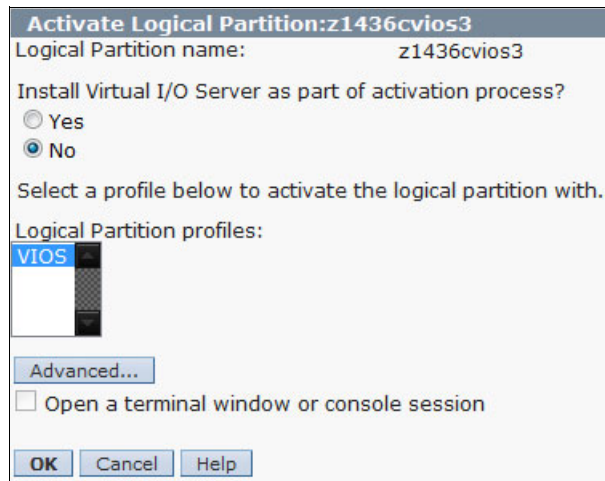 Activate Logical Partition:z1436cvios3
Logical Partition name: z1436cvios3
Install Virtual I/O Server as part of activation process?
Yes
No
Select a profile below to activate the logical partition with.
Logical Partition profiles:
VIOS
Advanced...
Open a terminal window or console session
OK Cancel Help